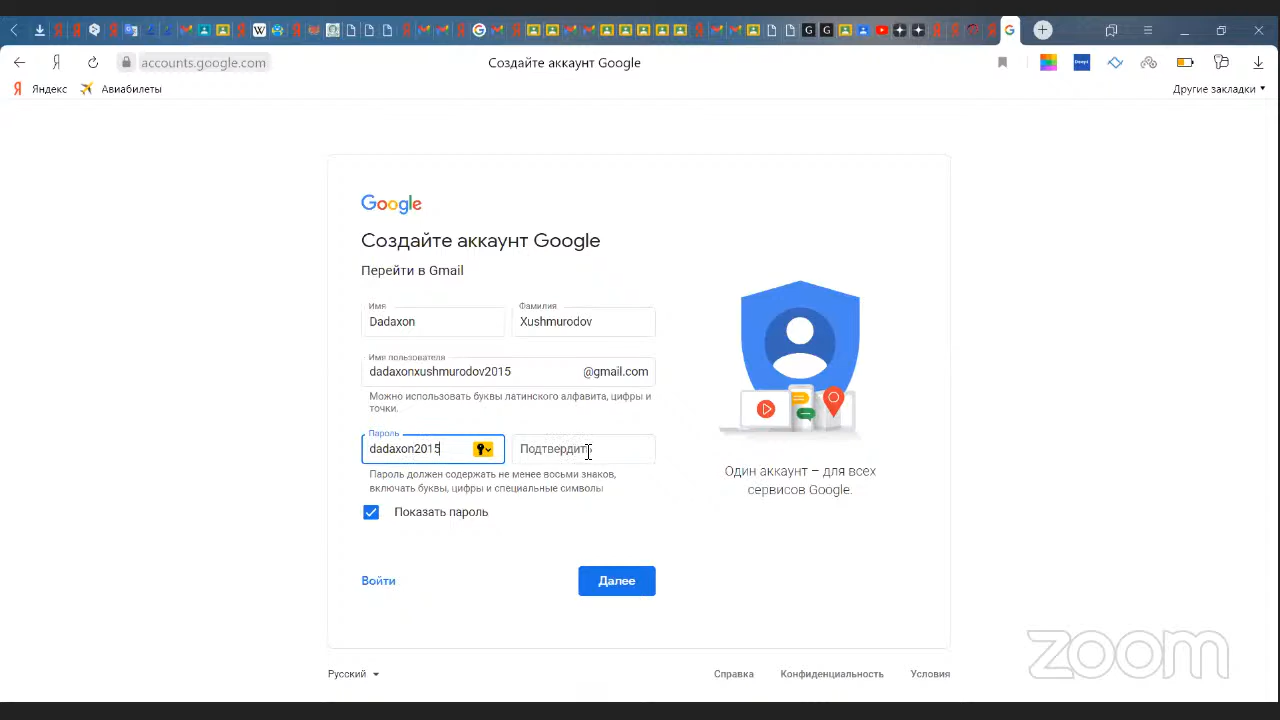 accounts.google.com
Создайте аккаунт Google
Яндекс
Авиабилеты
Другие закладки
Google
Создайте аккаунт Google
Перейти в Gmail
Имя
Фамилия
Dadaxon
Xushmurodov
Имя пользователя
dadaxonxushmurodov2015
@gmail.com
Можно использовать буквы латинского алфавита, цифры и
точки.
Пароль
dadaxon2015
Подтвердить
Пароль должен содержать не менее восьми знаков,
включать буквы, цифры и специальные символы
Показать пароль
Один аккаунт – для всех
сервисов Google.
Войти
Далее
zoom
Русский
Справка
Конфиденциальность
Условия